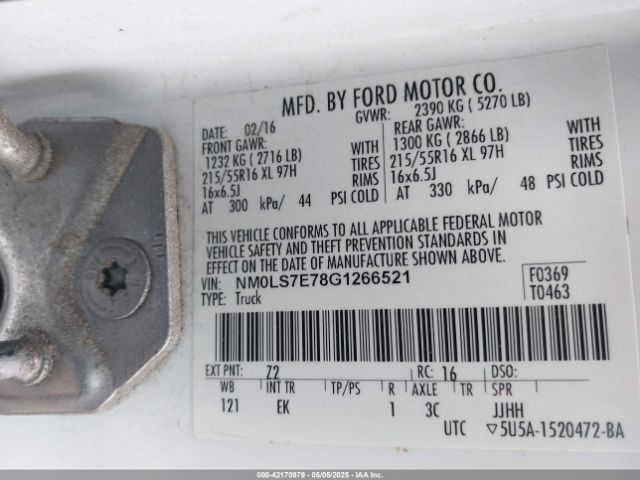 MFD. BY FORD MOTOR CO.
DATE: 02/16 GVWR: 2390 KG ( 5270 LB)
FRONT GAWR: REAR GAWR:
1232 KG ( 2716 LB) WITH 1300 KG ( 2866 LB) WITH
215/55R16 XL 97H TIRES 215/55R16 XL 97H TIRES
16x6.5J RIMS 16x6.5J RIMS
AT 300 kPa/ 44 PSI COLD AT 330 kPa/ 48 PSI COLD
THIS VEHICLE CONFORMS TO ALL APPLICABLE FEDERAL MOTOR
VEHICLE SAFETY AND THEFT PREVENTION STANDARDS IN
EFFECT ON THE DATE OF MANUFACTURE SHOWN ABOVE.
VIN: NM0LS7E78G1266521 F0369
TYPE: Truck T0463
EXT PNT: Z2 RC: 16 DSO:
WB INT TR TP/PS R AXLE TR SPR
121 EK 1 3C JJHH
UTC ▽5U5A-1520472-BA
000-42170979 - 05/05/2025 - IAA Inc.